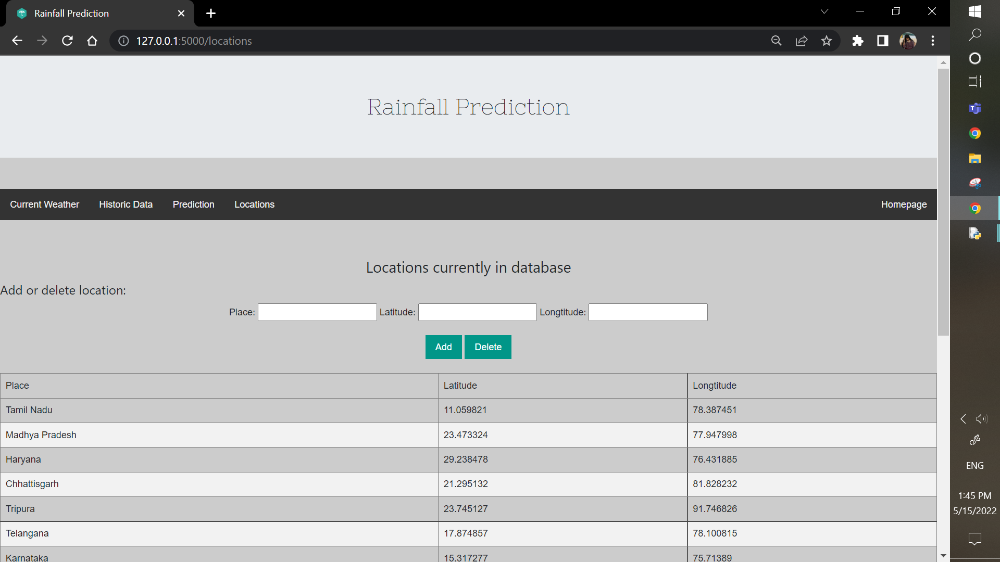 Rainfall Prediction
127.0.0.1:5000/locations
Rainfall Prediction
Current Weather Historic Data Prediction Locations Homepage
Locations currently in database
Add or delete location:
Place: Latitude: Longtitude:
Add Delete
Place Latitude Longtitude
Tamil Nadu 11.059821 78.387451
Madhya Pradesh 23.473324 77.947998
Haryana 29.238478 76.431885
Chhattisgarh 21.295132 81.828232
Tripura 23.745127 91.746826
Telangana 17.874857 78.100815
Karnataka 15.317277 75.71389
ENG
1:45 PM
5/15/2022